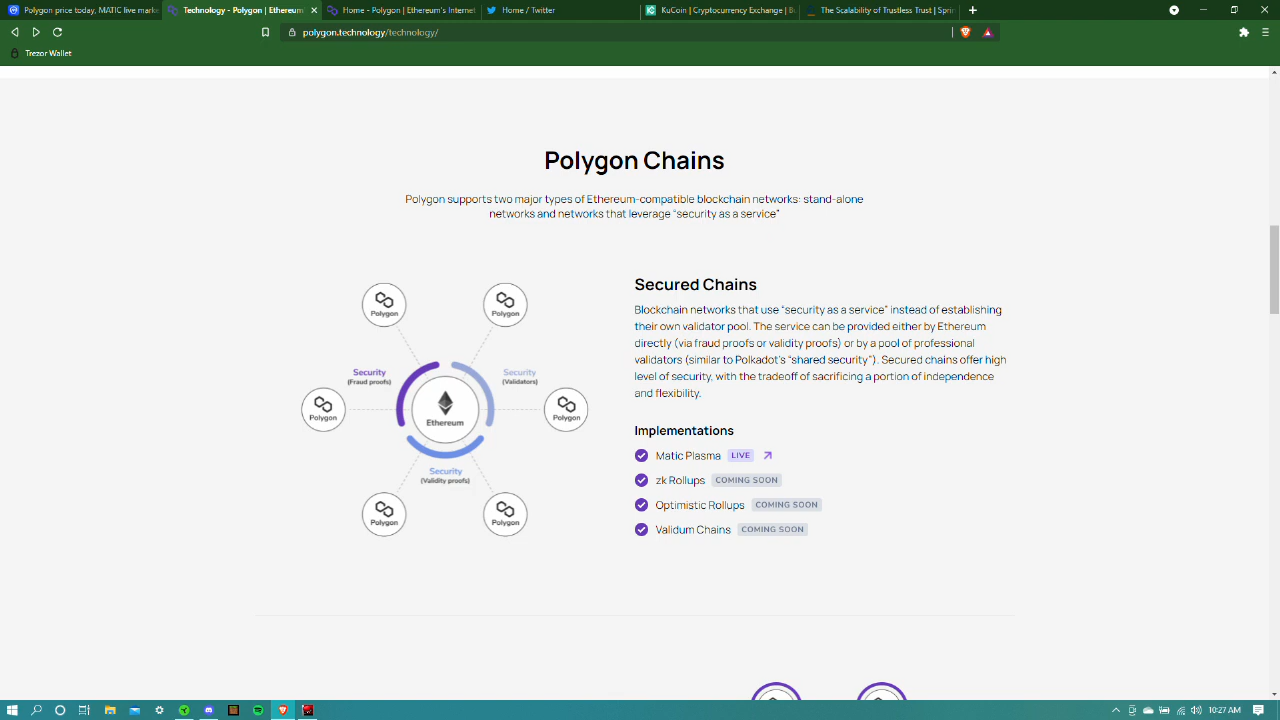 Polygon price today, MATIC live marke
Technology - Polygon | Ethereum'
Home - Polygon | Ethereum's Internet
Home / Twitter
KuCoin | Cryptocurrency Exchange | Bu
The Scalability of Trustless Trust | Sprin
polygon.technology/technology/
Trezor Wallet
Polygon Chains
Polygon supports two major types of Ethereum-compatible blockchain networks: stand-alone
networks and networks that leverage “security as a service”
Polygon
Polygon
Security
(Fraud proofs)
Security
(Validators)
Polygon
Ethereum
Polygon
Security
(Validity proofs)
Polygon
Polygon
Secured Chains
Blockchain networks that use “security as a service” instead of establishing
their own validator pool. The service can be provided either by Ethereum
directly (via fraud proofs or validity proofs) or by a pool of professional
validators (similar to Polkadot's “shared security”). Secured chains offer high
level of security, with the tradeoff of sacrificing a portion of independence
and flexibility.
Implementations
Matic Plasma LIVE
zk Rollups COMING SOON
Optimistic Rollups COMING SOON
Validum Chains COMING SOON
10:27 AM